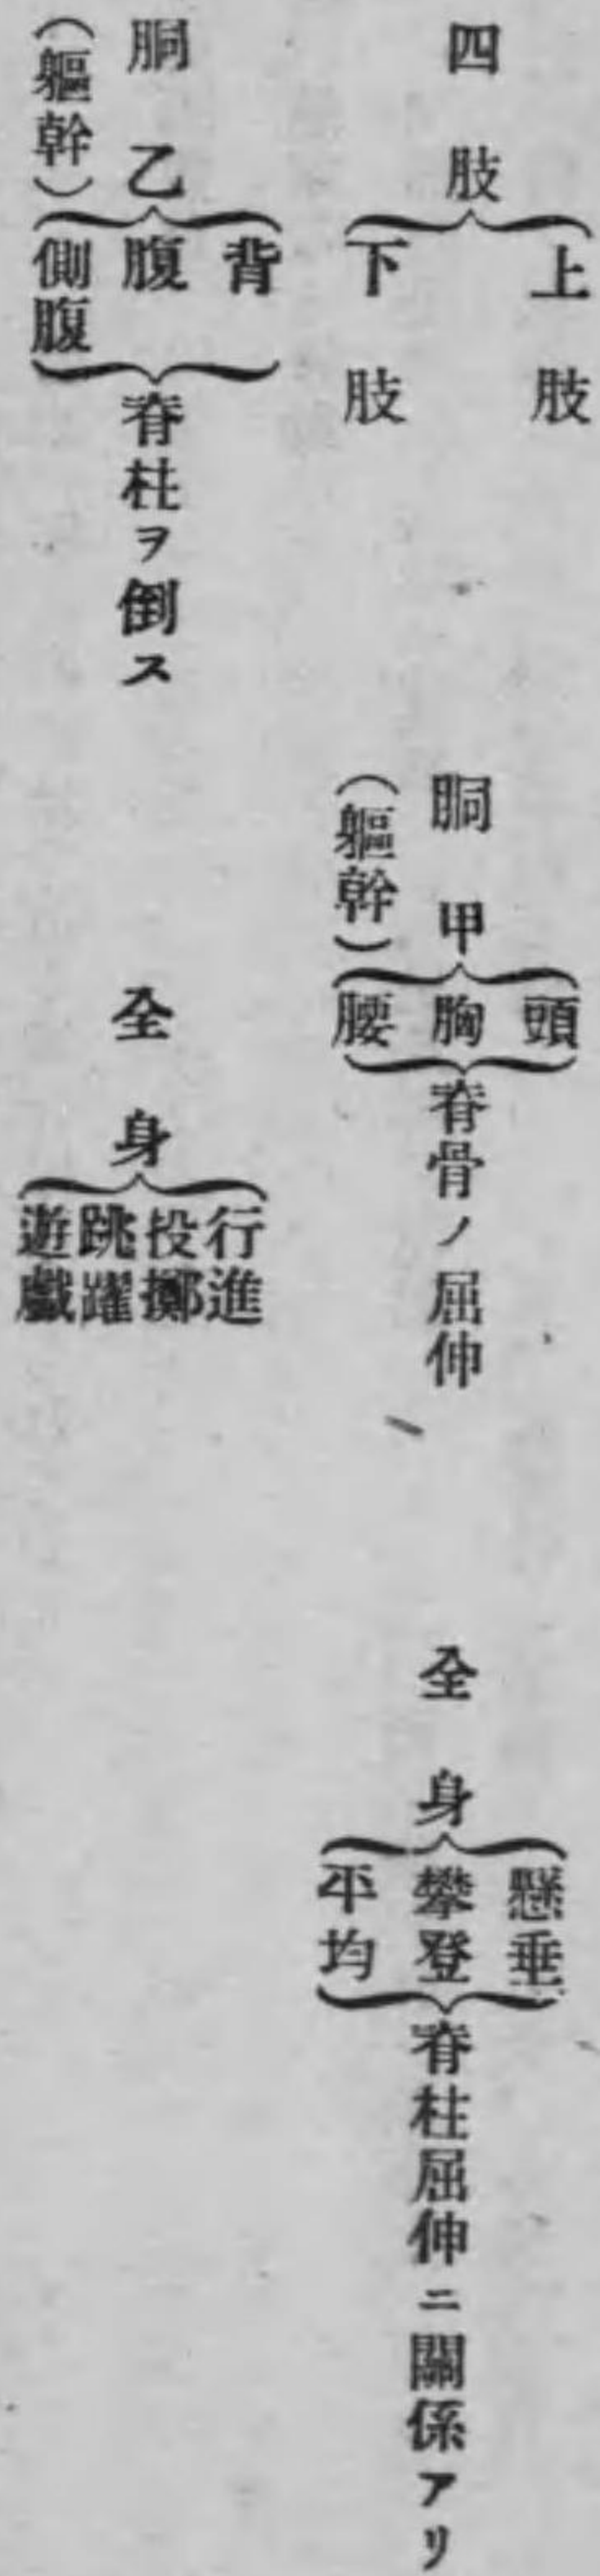 四肢
上肢
下肢
胴甲
(軀幹)
頭
胸
腰
脊骨ノ屈伸
全身
懸垂
攀登
平均
脊柱屈伸ニ關係アリ
胴乙
(軀幹)
背
腹
側腹
脊柱ヲ倒ス
全身
行進
投擲
跳躍
遊戲